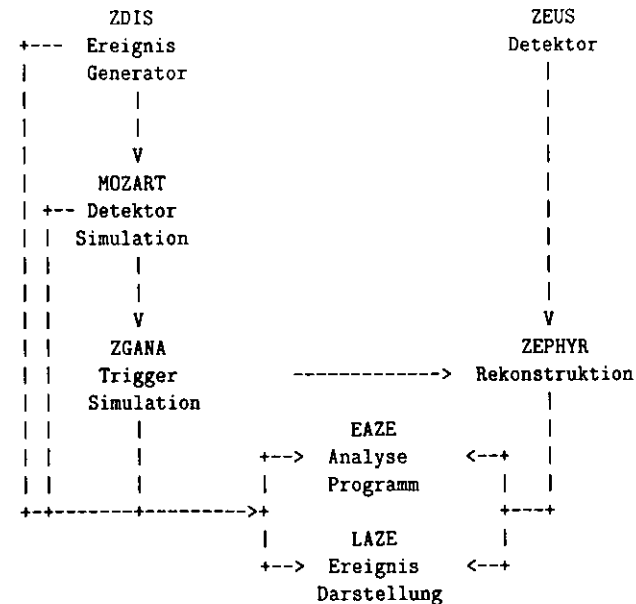 ZDIS
Ereignis
Generator
ZEUS
Detektor
MOZART
Detektor
Simulation
ZGANA
Trigger
Simulation
ZEPHYR
Rekonstruktion
EAZE
Analyse
Programm
LAZE
Ereignis
Darstellung